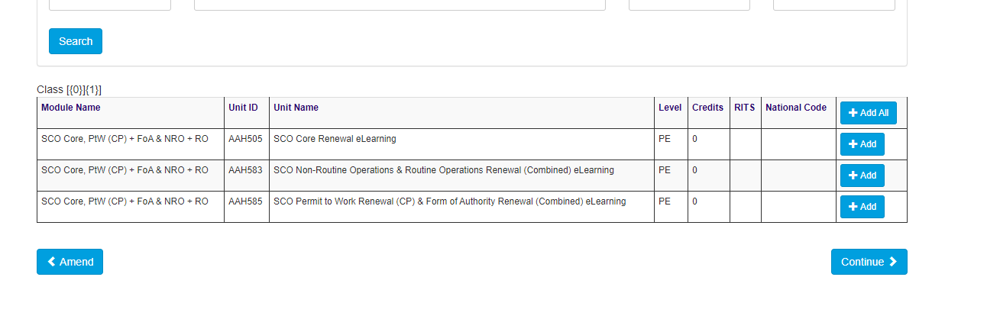 Search
Class [{0}]{1}]
Module Name Unit ID Unit Name Level Credits RITS National Code Add All
SCO Core, PtW (CP) + FoA & NRO + RO AAH505 SCO Core Renewal eLearning PE 0 Add
SCO Core, PtW (CP) + FoA & NRO + RO AAH583 SCO Non-Routine Operations & Routine Operations Renewal (Combined) eLearning PE 0 Add
SCO Core, PtW (CP) + FoA & NRO + RO AAH585 SCO Permit to Work Renewal (CP) & Form of Authority Renewal (Combined) eLearning PE 0 Add
Amend Continue